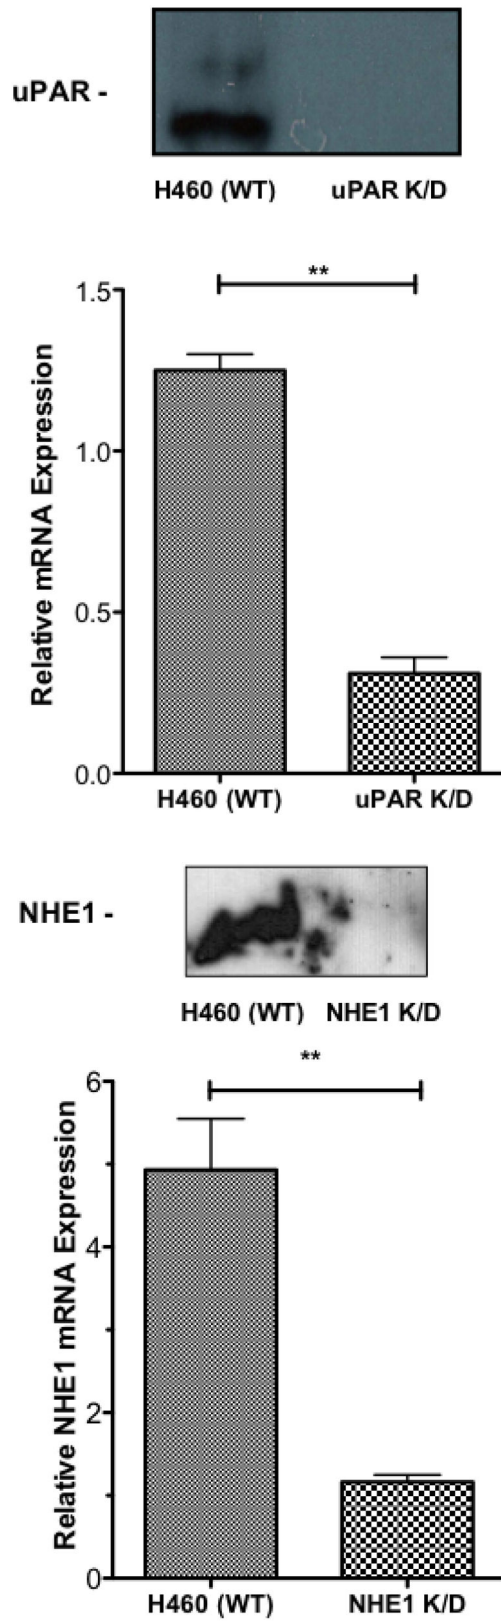 uPAR -
H460 (WT) uPAR K/D
**
1.5
1.0
0.5
0.0
Relative mRNA Expression
H460 (WT) uPAR K/D
NHE1 -
H460 (WT) NHE1 K/D
**
6
4
2
0
Relative NHE1 mRNA Expression
H460 (WT) NHE1 K/D